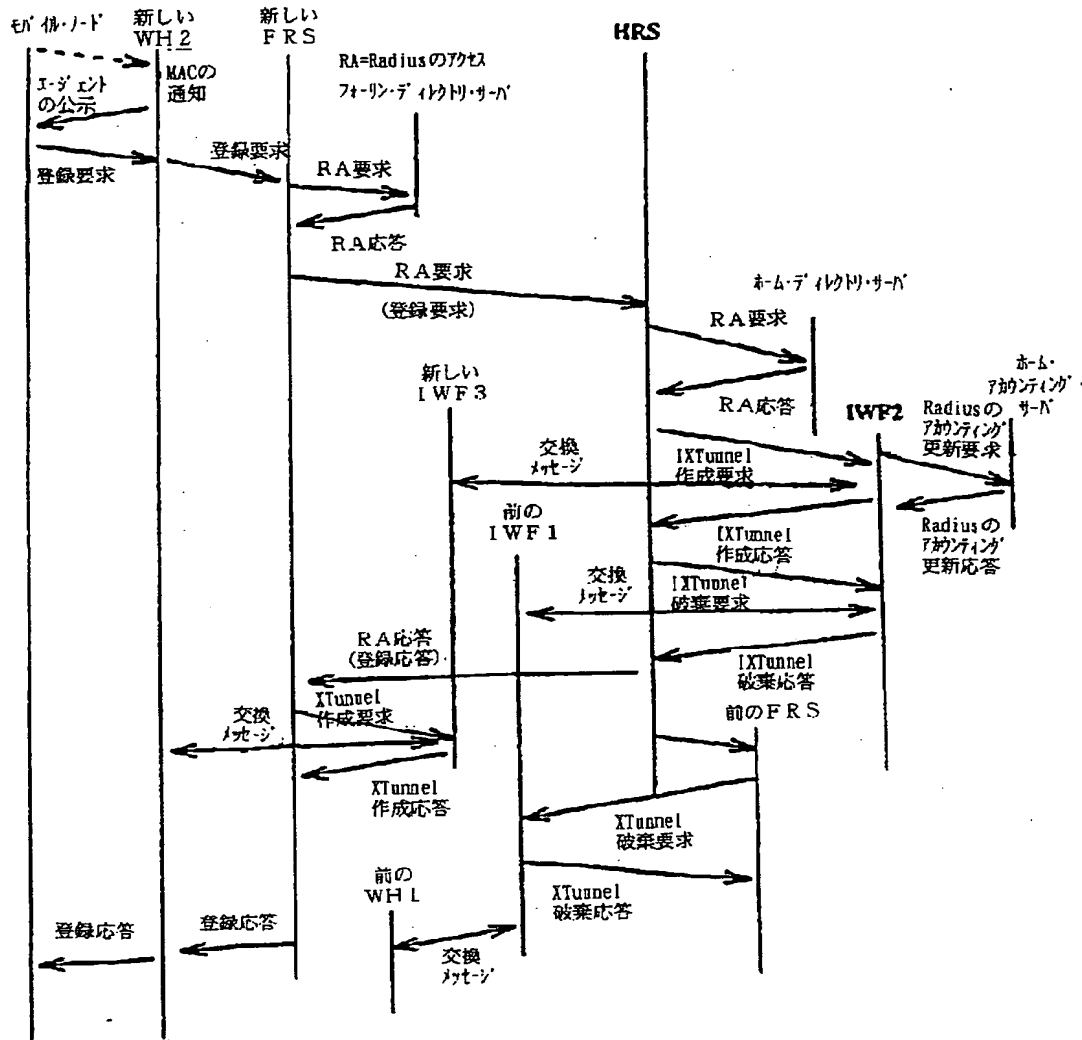 モバイル・ノード
新しい
WH2
新しい
FRS
HRS
RA=Radiusのアクセス
フォーリン・ディレクトリ・サーバ
MACの
通知
エージェント
の公示
登録要求
登録要求
RA要求
RA応答
RA要求
(登録要求)
ホーム・ディレクトリ・サーバ
RA要求
RA応答
新しい
IWF3
IWF2
ホーム・
アカウンティング・
サーバ
Radiusの
アカウンティング
更新要求
交換
メッセージ
IXTunnel
作成要求
前の
IWF1
IXTunnel
作成応答
Radiusの
アカウンティング
更新応答
交換
メッセージ
IXTunnel
破棄要求
RA応答
(登録応答)
IXTunnel
破棄応答
XTunnel
作成要求
交換
メッセージ
前のFRS
XTunnel
作成応答
XTunnel
破棄要求
前の
WH1
XTunnel
破棄応答
登録応答
登録応答
交換
メッセージ